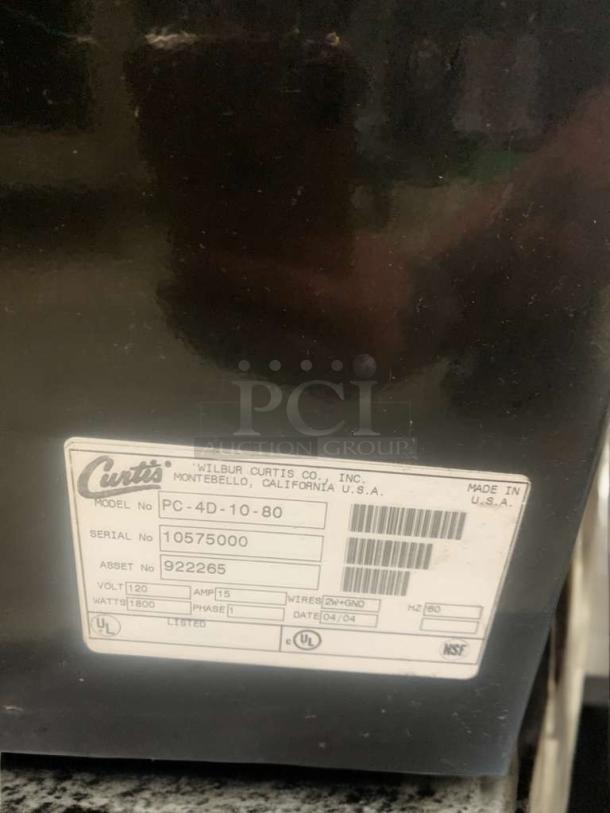 PCI
AUCTION GROUP
Curtis
WILBUR CURTIS CO., INC.
MONTEBELLO, CALIFORNIA U.S.A.
MADE IN
U.S.A.
MODEL No PC-4D-10-80
SERIAL No 10575000
ASSET No 922265
VOLT 120 AMP 15 WIRES 2W+GND HZ 60
WATTS 1800 PHASE 1 DATE 04/04
UL LISTED c UL NSF